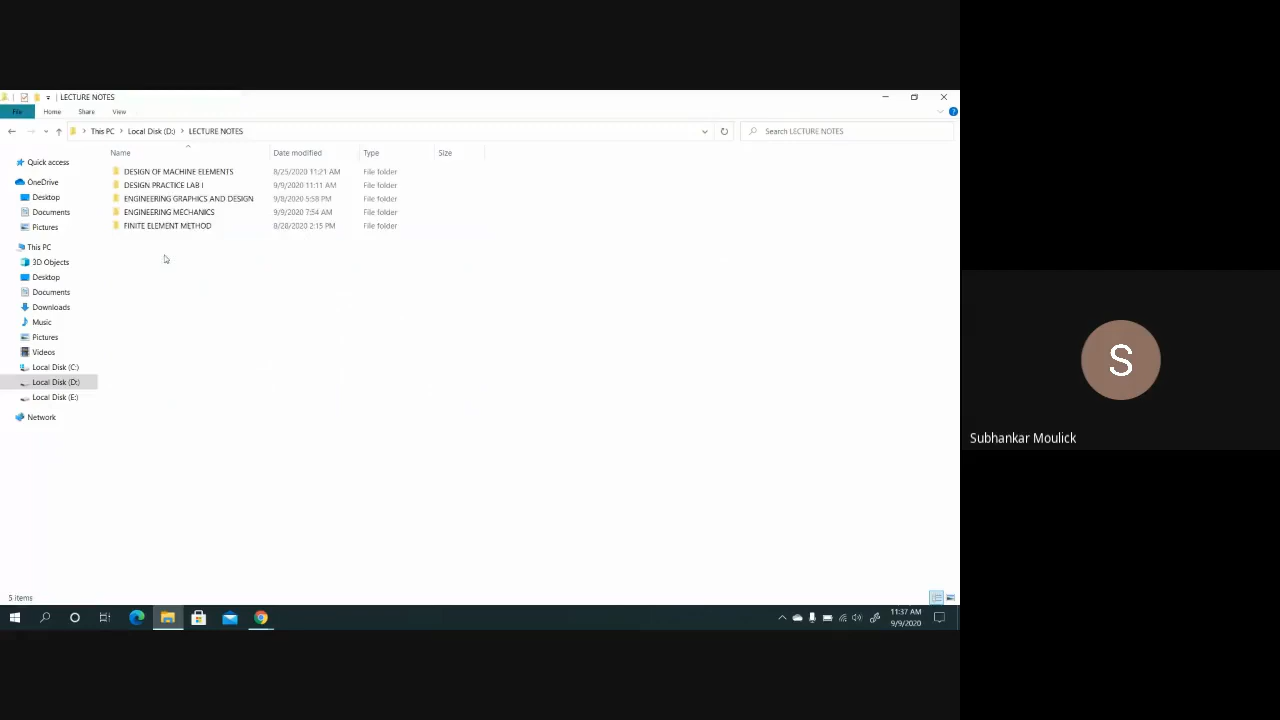 LECTURE NOTES
File Home Share View
This PC Local Disk (D:) LECTURE NOTES
Search LECTURE NOTES
Name Date modified Type Size
DESIGN OF MACHINE ELEMENTS 8/25/2020 11:21 AM File folder
DESIGN PRACTICE LAB I 9/9/2020 11:11 AM File folder
ENGINEERING GRAPHICS AND DESIGN 9/8/2020 5:58 PM File folder
ENGINEERING MECHANICS 9/9/2020 7:54 AM File folder
FINITE ELEMENT METHOD 8/28/2020 2:15 PM File folder
Quick access
OneDrive
Desktop
Documents
Pictures
This PC
3D Objects
Desktop
Documents
Downloads
Music
Pictures
Videos
Local Disk (C:)
Local Disk (D:)
Local Disk (E:)
Network
S
Subhankar Moulick
5 items
11:37 AM
9/9/2020